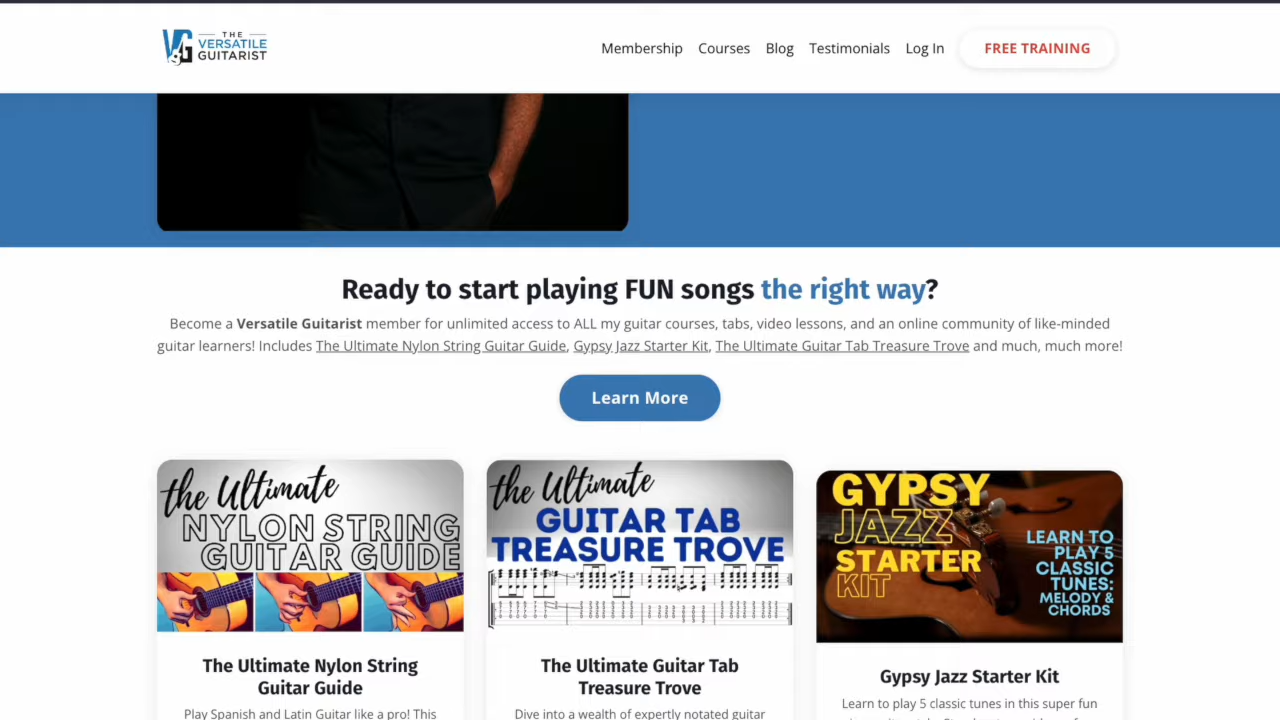 THE
VERSATILE
GUITARIST
Membership Courses Blog Testimonials Log In FREE TRAINING
Ready to start playing FUN songs the right way?
Become a Versatile Guitarist member for unlimited access to ALL my guitar courses, tabs, video lessons, and an online community of like-minded
guitar learners! Includes The Ultimate Nylon String Guitar Guide, Gypsy Jazz Starter Kit, The Ultimate Guitar Tab Treasure Trove and much, much more!
Learn More
the Ultimate
NYLON STRING
GUITAR GUIDE
The Ultimate Nylon String
Guitar Guide
Play Spanish and Latin Guitar like a pro! This
the Ultimate
GUITAR TAB
TREASURE TROVE
The Ultimate Guitar Tab
Treasure Trove
Dive into a wealth of expertly notated guitar
GYPSY
JAZZ
STARTER
KIT
LEARN TO
PLAY 5
CLASSIC
TUNES:
MELODY &
CHORDS
Gypsy Jazz Starter Kit
Learn to play 5 classic tunes in this super fun